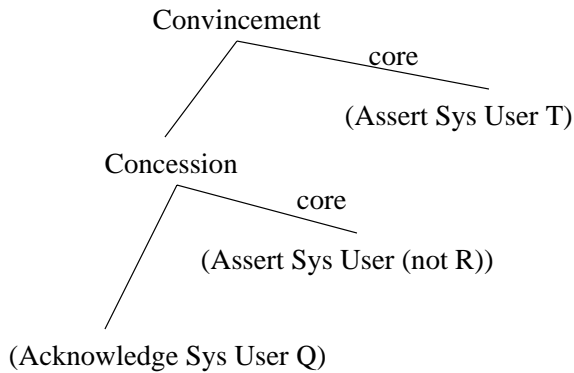 Convincement
core
(Assert Sys User T)
Concession
core
(Assert Sys User (not R))
(Acknowledge Sys User Q)